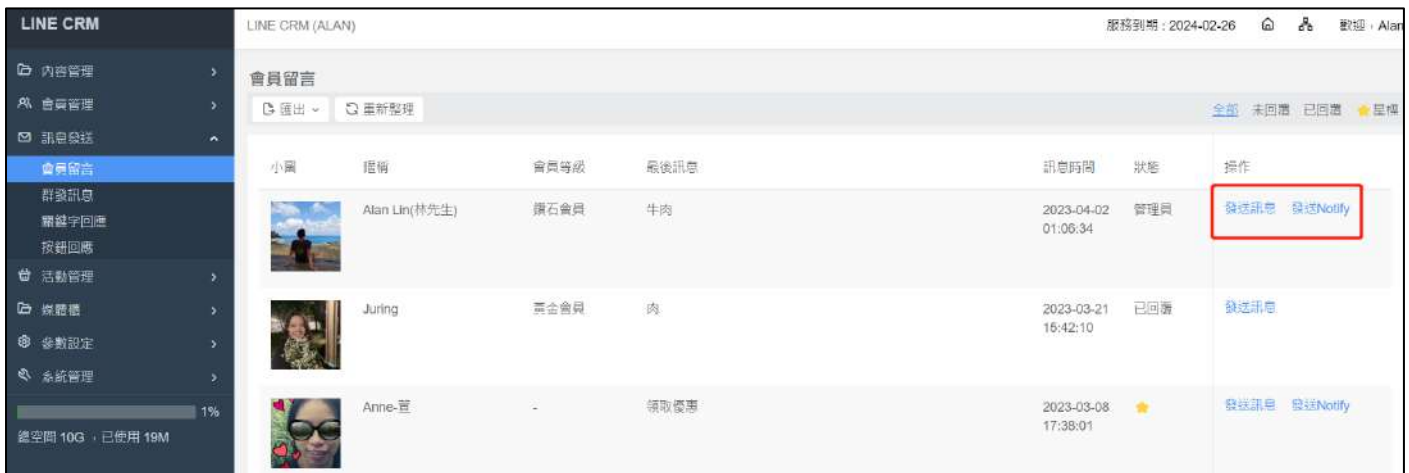 LINE CRM
LINE CRM (ALAN)
服務到期：2024-02-26
歡迎，Alan
內容管理
會員管理
訊息發送
會員留言
群發訊息
關鍵字回應
按鈕回應
活動管理
媒體櫃
參數設定
系統管理
1%
總空間 10G ，已使用 19M
會員留言
匯出
重新整理
全部 未回覆 已回覆 星標
小圖 暱稱 會員等級 最後訊息 訊息時間 狀態 操作
Alan Lin(林先生) 鑽石會員 牛肉 2023-04-02 管理員 發送訊息 發送Notify
01:06:34
Juring 黃金會員 肉 2023-03-21 已回覆 發送訊息
15:42:10
Anne-萱 - 領取優惠 2023-03-08 發送訊息 發送Notify
17:38:01